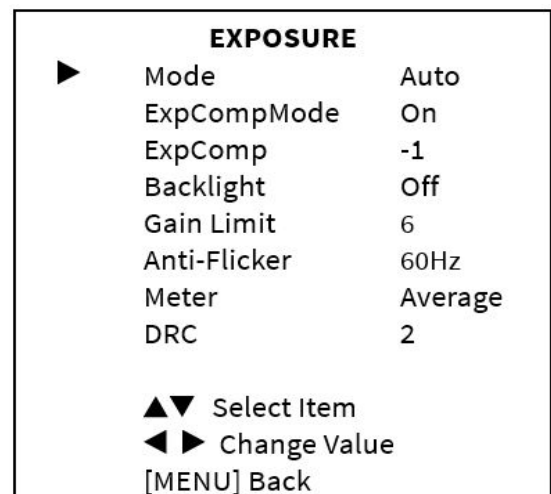 EXPOSURE
▶ Mode Auto
ExpCompMode On
ExpComp -1
Backlight Off
Gain Limit 6
Anti-Flicker 60Hz
Meter Average
DRC 2
▲▼ Select Item
◀ ▶ Change Value
[MENU] Back